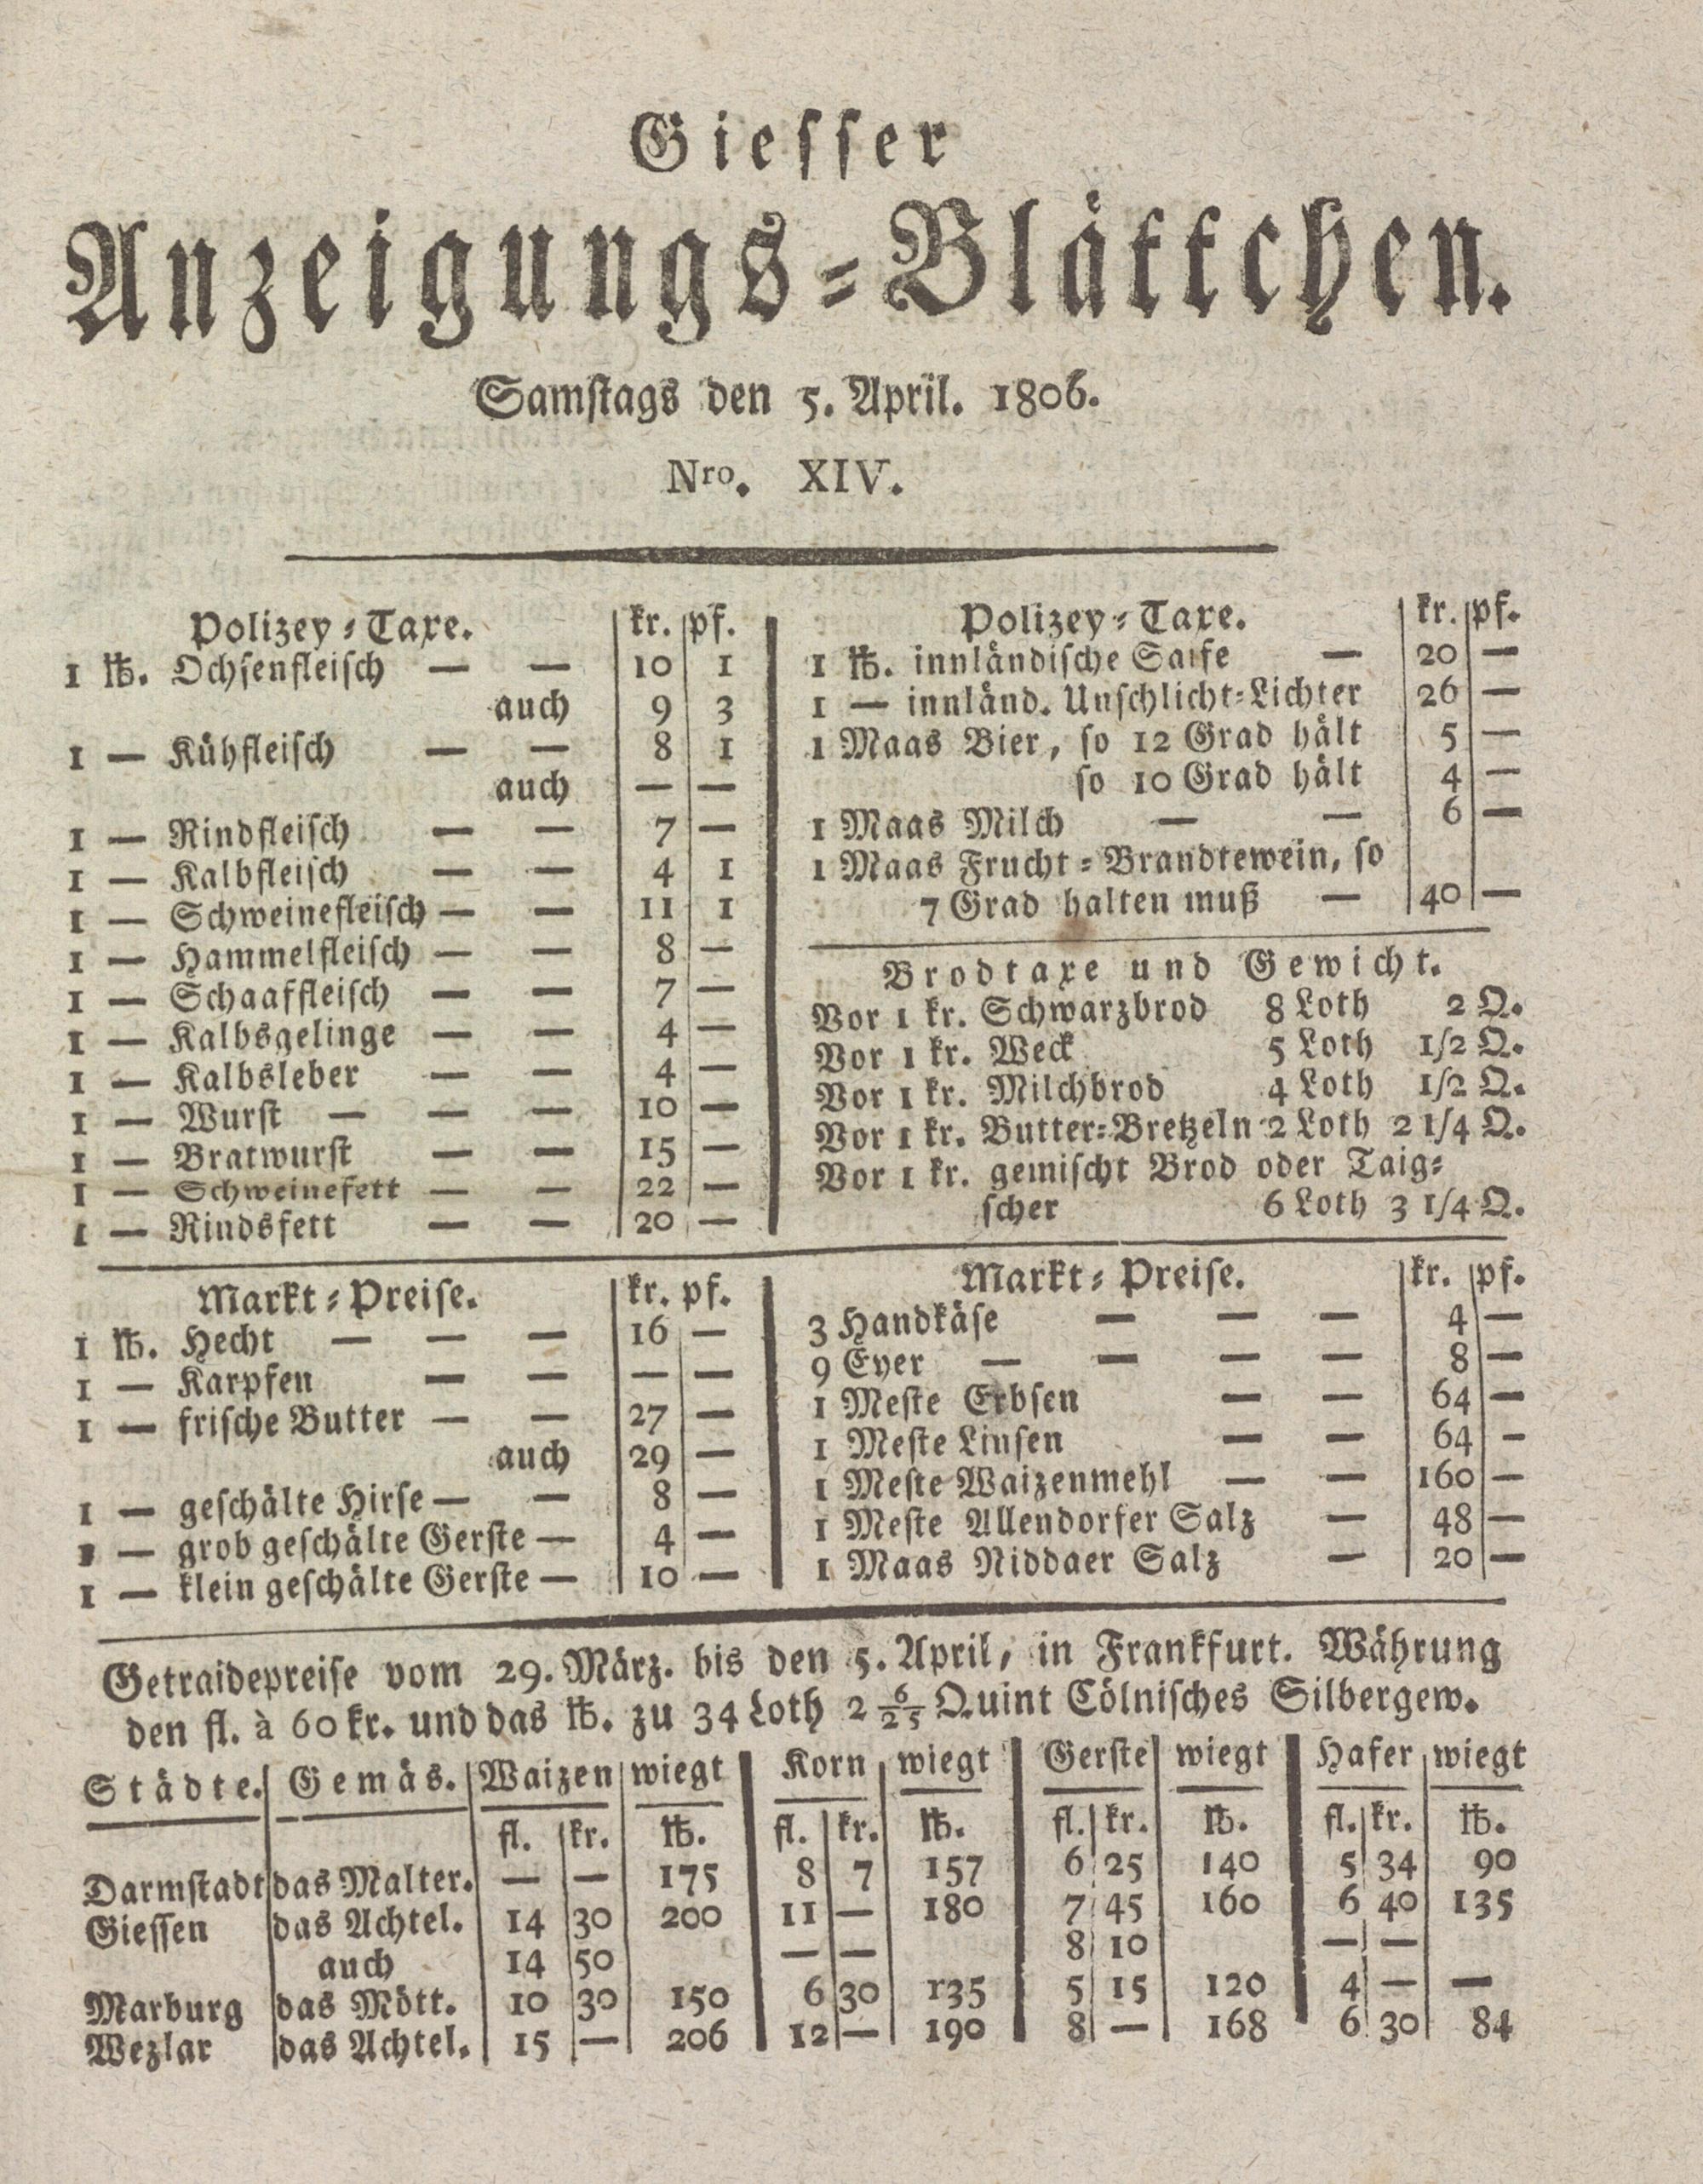 Giesser
Anzeigungs-Blättchen.
Samstags den 5. April. 1806.
Nro. XIV.
Polizey-Taxe. kr. pf.
1 ℔. Ochsenfleisch — — 10 1
auch 9 3
1 — Kühfleisch — — 8 1
auch — —
1 — Rindfleisch — — 7 —
1 — Kalbfleisch — — 4 1
1 — Schweinefleisch — — 11 1
1 — Hammelfleisch — — 8 —
1 — Schaaffleisch — — 7 —
1 — Kalbsgelinge — — 4 —
1 — Kalbsleber — — 4 —
1 — Wurst — — — 10 —
1 — Bratwurst — — 15 —
1 — Schweinefett — — 22 —
1 — Rindsfett — — 20 —
Polizey-Taxe. kr. pf.
1 ℔. innländische Saife — 20 —
1 — innländ. Unschlicht-Lichter 26 —
1 Maas Bier, so 12 Grad hält 5 —
so 10 Grad hält 4 —
1 Maas Milch — — 6 —
1 Maas Frucht-Brandtewein, so
7 Grad halten muß — 40 —
Brodtaxe und Gewicht.
Vor 1 kr. Schwarzbrod 8 Loth 2 Q.
Vor 1 kr. Weck 5 Loth 1/2 Q.
Vor 1 kr. Milchbrod 4 Loth 1/2 Q.
Vor 1 kr. Butter-Bretzeln 2 Loth 2 1/4 Q.
Vor 1 kr. gemischt Brod oder Taig-
scher 6 Loth 3 1/4 Q.
Markt-Preise. kr. pf.
1 ℔. Hecht — — — 16 —
1 — Karpfen — — — —
1 — frische Butter — — 27 —
auch 29 —
1 — geschälte Hirse — — 8 —
1 — grob geschälte Gerste — 4 —
1 — klein geschälte Gerste — 10 —
Markt-Preise. kr. pf.
3 Handkäse — — — 4 —
9 Eyer — — — — 8 —
1 Meste Erbsen — — 64 —
1 Meste Linsen — — 64 —
1 Meste Waizenmehl — — 160 —
1 Meste Allendorfer Salz — 48 —
1 Maas Niddaer Salz — 20 —
Getraidepreise vom 29. März. bis den 5. April, in Frankfurt. Währung
den fl. à 60 kr. und das ℔. zu 34 Loth 2 6/25 Quint Cölnisches Silbergew.
Städte. Gemäs. Waizen wiegt Korn wiegt Gerste wiegt Hafer wiegt
fl. kr. ℔. fl. kr. ℔. fl. kr. ℔. fl. kr. ℔.
Darmstadt das Malter. — — 175 8 7 157 6 25 140 5 34 90
Giessen das Achtel. 14 30 200 11 — 180 7 45 160 6 40 135
auch 14 50 — — 8 10 — —
Marburg das Mött. 10 30 150 6 30 135 5 15 120 4 — —
Wezlar das Achtel. 15 — 206 12 — 190 8 — 168 6 30 84